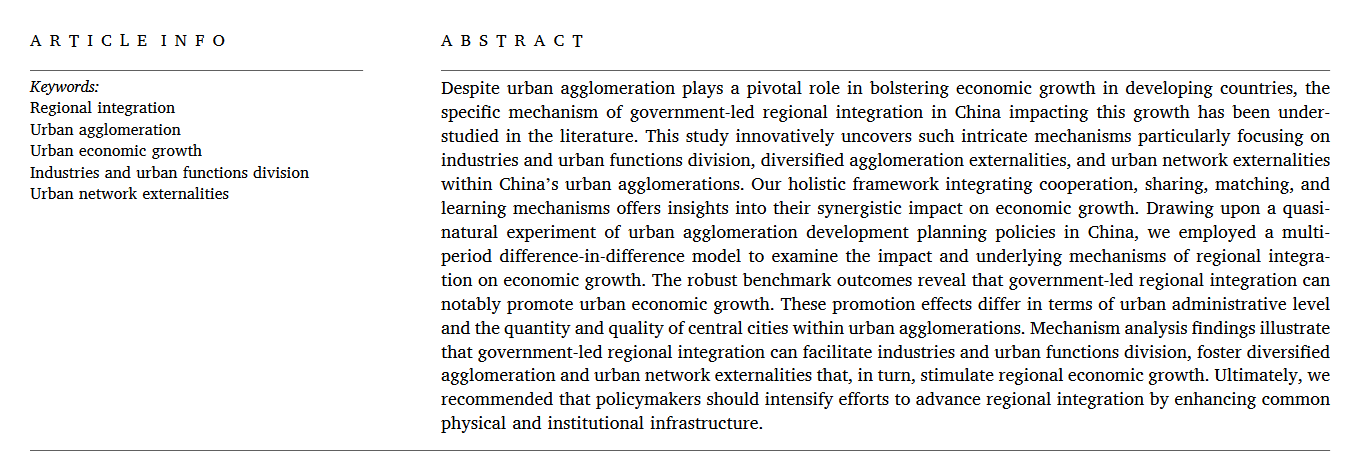 ARTICLE INFO
Keywords:
Regional integration
Urban agglomeration
Urban economic growth
Industries and urban functions division
Urban network externalities
ABSTRACT
Despite urban agglomeration plays a pivotal role in bolstering economic growth in developing countries, the
specific mechanism of government-led regional integration in China impacting this growth has been under-
studied in the literature. This study innovatively uncovers such intricate mechanisms particularly focusing on
industries and urban functions division, diversified agglomeration externalities, and urban network externalities
within China’s urban agglomerations. Our holistic framework integrating cooperation, sharing, matching, and
learning mechanisms offers insights into their synergistic impact on economic growth. Drawing upon a quasi-
natural experiment of urban agglomeration development planning policies in China, we employed a multi-
period difference-in-difference model to examine the impact and underlying mechanisms of regional integra-
tion on economic growth. The robust benchmark outcomes reveal that government-led regional integration can
notably promote urban economic growth. These promotion effects differ in terms of urban administrative level
and the quantity and quality of central cities within urban agglomerations. Mechanism analysis findings illustrate
that government-led regional integration can facilitate industries and urban functions division, foster diversified
agglomeration and urban network externalities that, in turn, stimulate regional economic growth. Ultimately, we
recommended that policymakers should intensify efforts to advance regional integration by enhancing common
physical and institutional infrastructure.